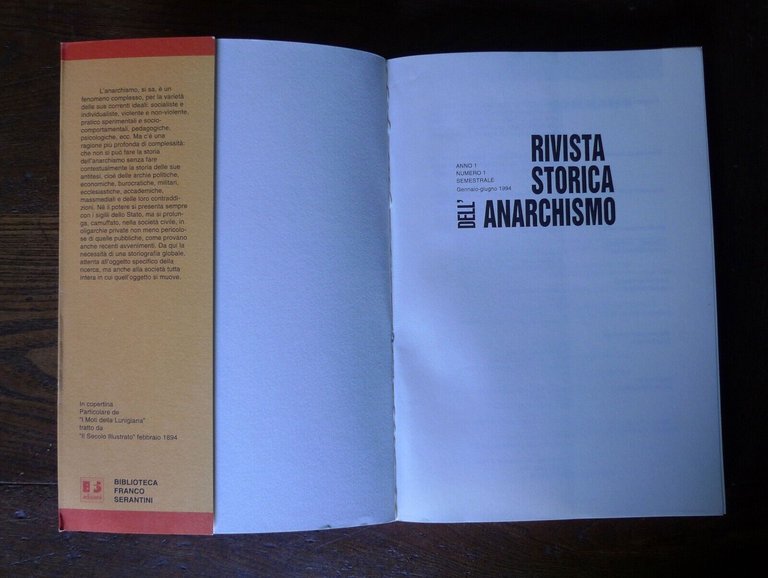 L'anarchismo, si sa, è un
fenomeno complesso, per la varietà
delle sue correnti ideali: socialiste e
individualiste, violente e non-violente,
pratico sperimentali e socio-
comportamentali, pedagogiche,
psicologiche, ecc. Ma c'è una
ragione più profonda di complessità:
che non si può fare la storia
dell'anarchismo senza fare
contestualmente la storia delle sue
antitesi, cioè delle archie politiche,
economiche, burocratiche, militari,
ecclesiastiche, accademiche,
massmediali e delle loro contraddi-
zioni. Né il potere si presenta sempre
con i sigilli dello Stato, ma si prolun-
ga, camuffato, nella società civile, in
oligarchie private non meno pericolo-
se di quelle pubbliche, come provano
anche recenti avvenimenti. Da qui la
necessità di una storiografia globale,
attenta all'oggetto specifico della
ricerca, ma anche alla società tutta
intera in cui quell'oggetto si muove.
In copertina
Particolare de
"I Moti della Lunigiana"
tratto da
"Il Secolo Illustrato" febbraio 1894
BFS
edizioni
BIBLIOTECA
FRANCO
SERANTINI
ANNO 1
NUMERO 1
SEMESTRALE
Gennaio-giugno 1994
RIVISTA
STORICA
DELL'ANARCHISMO